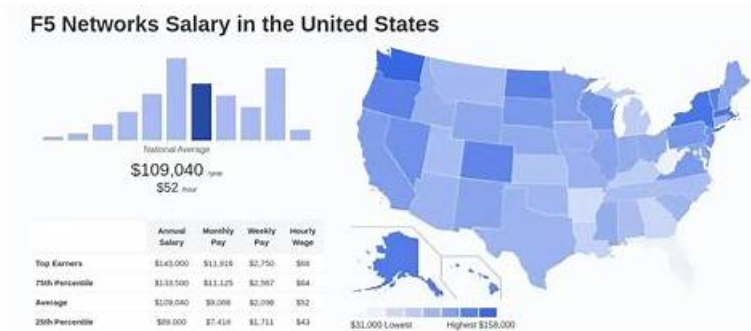 F5 Networks Salary in the United States
National Average
$109,040 /year
$52 /hour
Annual Salary Monthly Pay Weekly Pay Hourly Wage
Top Earners $143,000 $11,916 $2,750 $68
75th Percentile $133,500 $11,125 $2,567 $64
Average $109,040 $9,086 $2,096 $52
25th Percentile $89,000 $7,416 $1,711 $43
$31,000 Lowest Highest $158,000